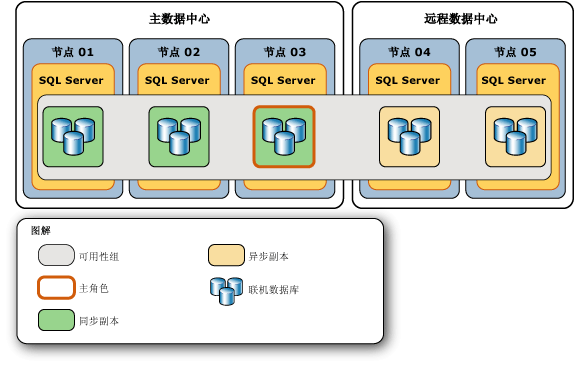 主数据中心
远程数据中心
节点 01
节点 02
节点 03
节点 04
节点 05
SQL Server
SQL Server
SQL Server
SQL Server
SQL Server
图解
可用性组
异步副本
主角色
联机数据库
同步副本